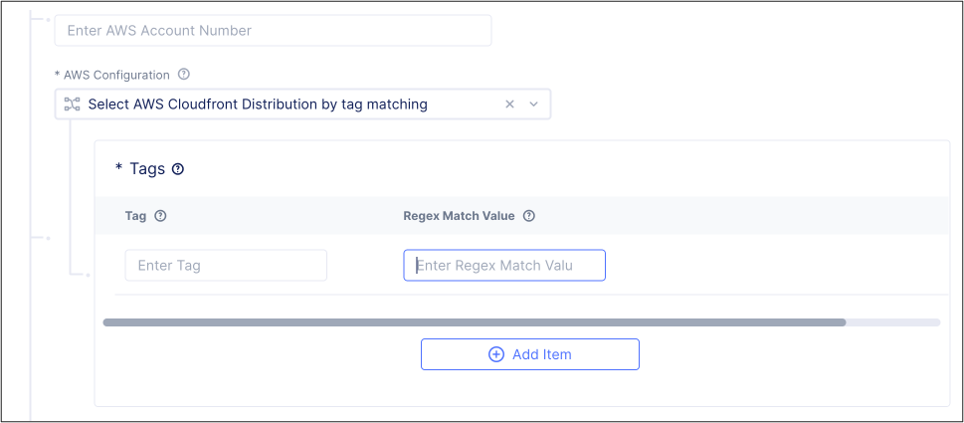 Enter AWS Account Number
* AWS Configuration
Select AWS Cloudfront Distribution by tag matching
* Tags
Tag
Regex Match Value
Enter Tag
Enter Regex Match Valu
Add Item